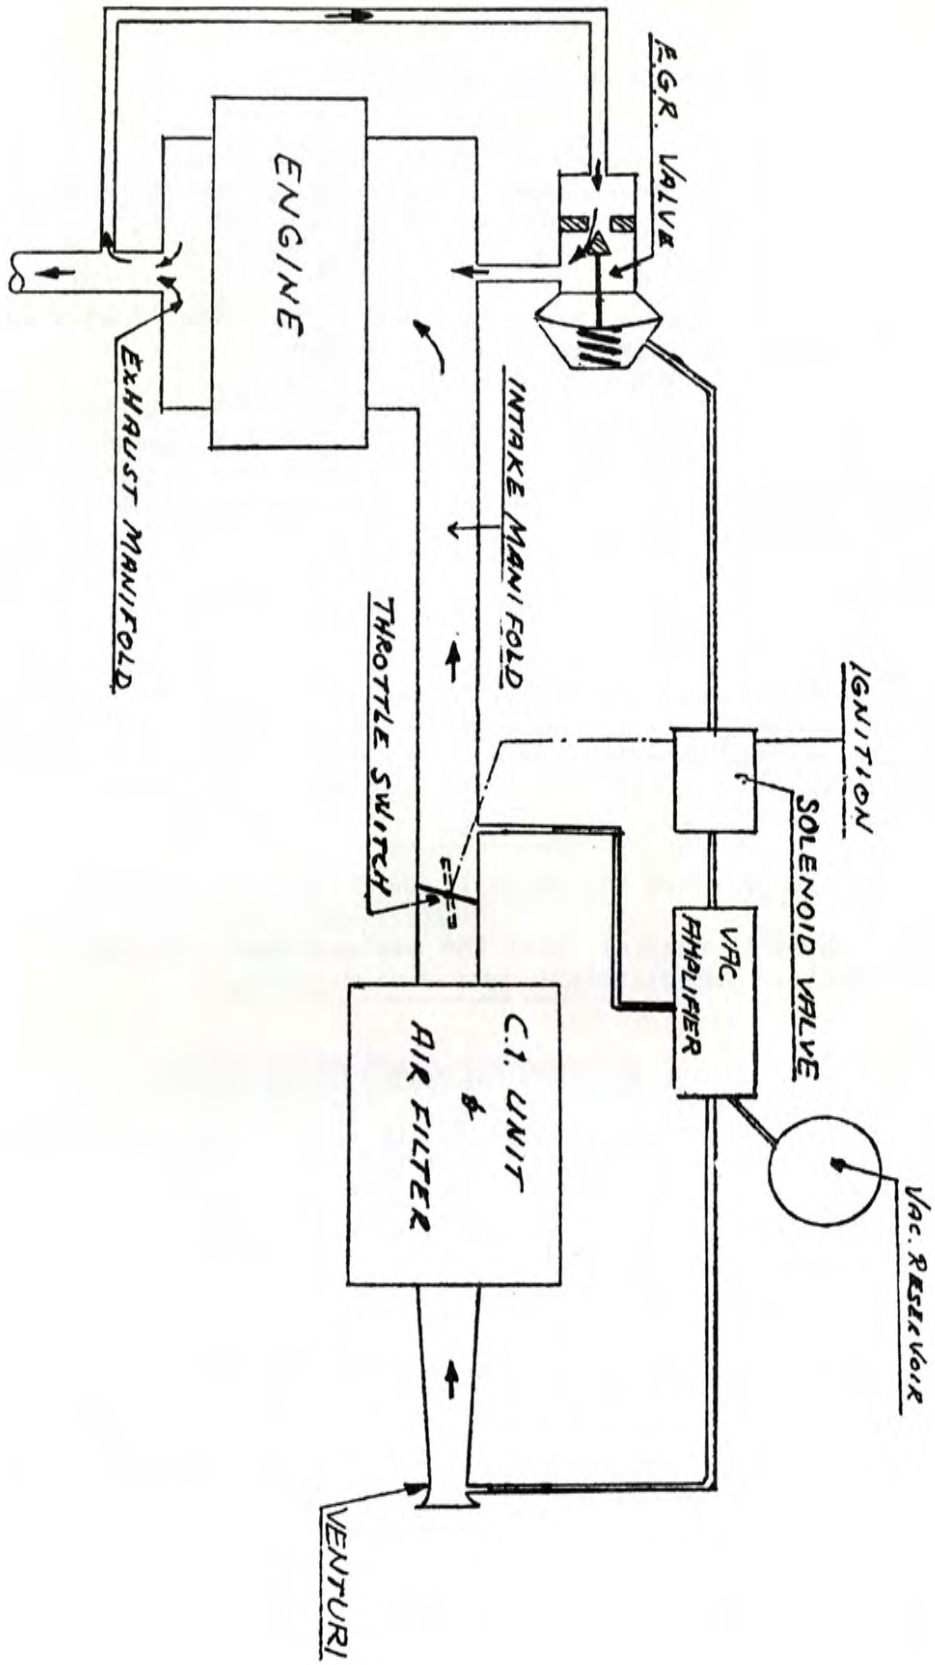 E.G.R. VALVE
IGNITION
SOLENOID VALVE
VAC. RESERVOIR
VAC
AMPLIFIER
INTAKE MANIFOLD
ENGINE
C.I. UNIT
&
AIR FILTER
THROTTLE SWITCH
EXHAUST MANIFOLD
VENTURI